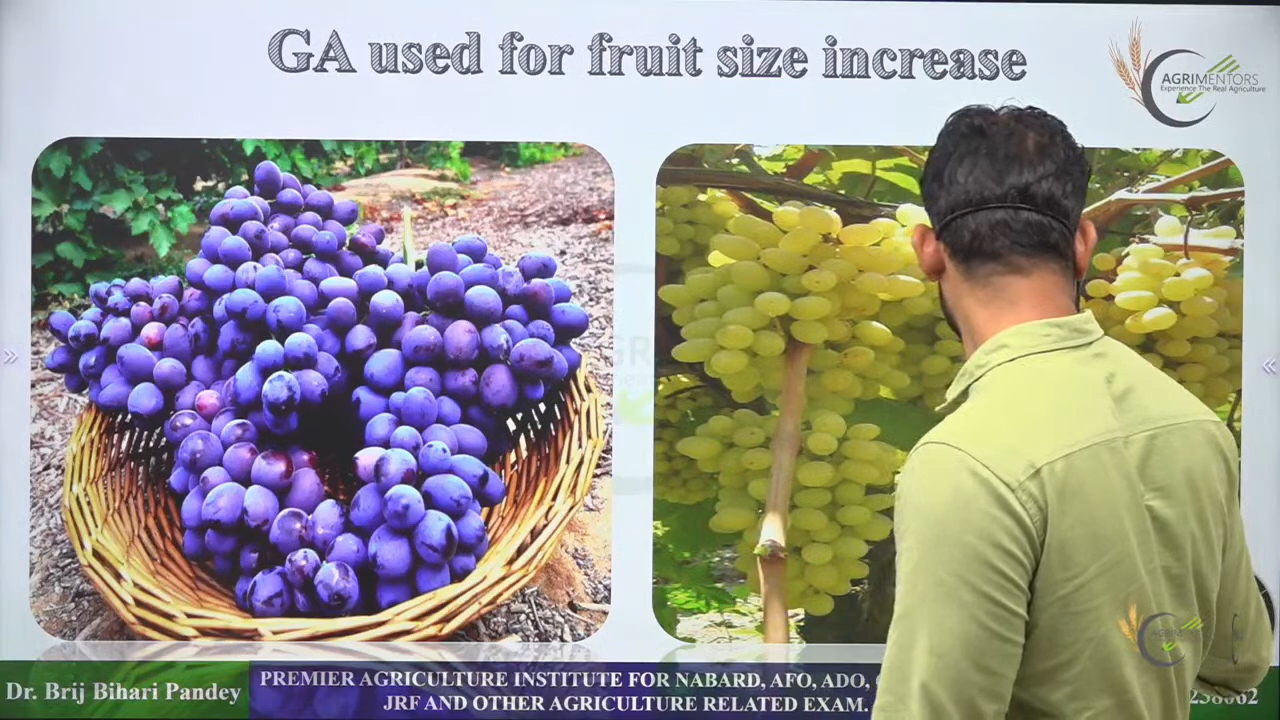 GA used for fruit size increase
AGRIMENTORS
Experience The Real Agriculture
Dr. Brij Bihari Pandey
PREMIER AGRICULTURE INSTITUTE FOR NABARD, AFO, ADO,
JRF AND OTHER AGRICULTURE RELATED EXAM.